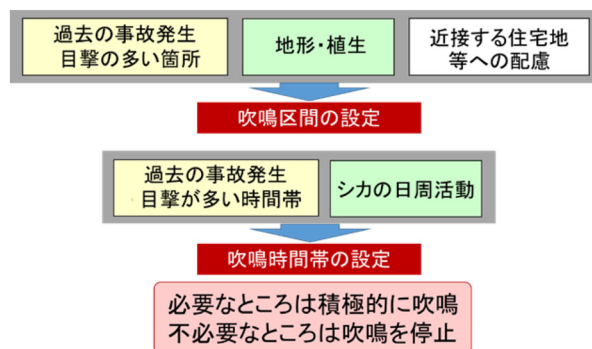 過去の事故発生
目撃の多い箇所
地形・植生
近接する住宅地
等への配慮
吹鳴区間の設定
過去の事故発生
目撃が多い時間帯
シカの日周活動
吹鳴時間帯の設定
必要なところは積極的に吹鳴
不必要なところは吹鳴を停止